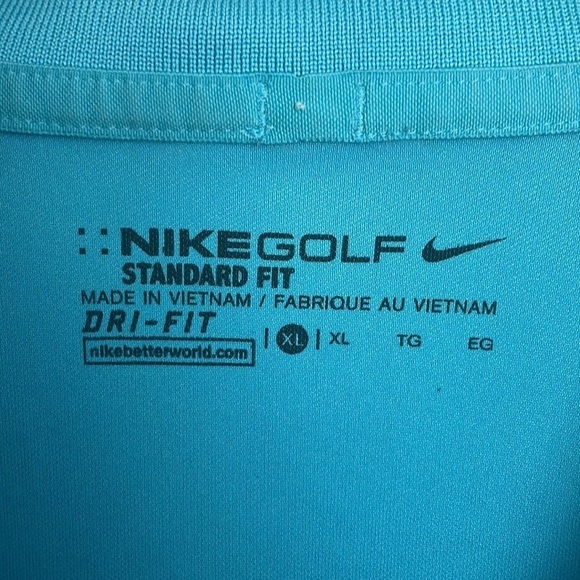 NIKEGOLF
STANDARD FIT
MADE IN VIETNAM / FABRIQUE AU VIETNAM
DRI-FIT
nikebetterworld.com | XL | XL TG EG